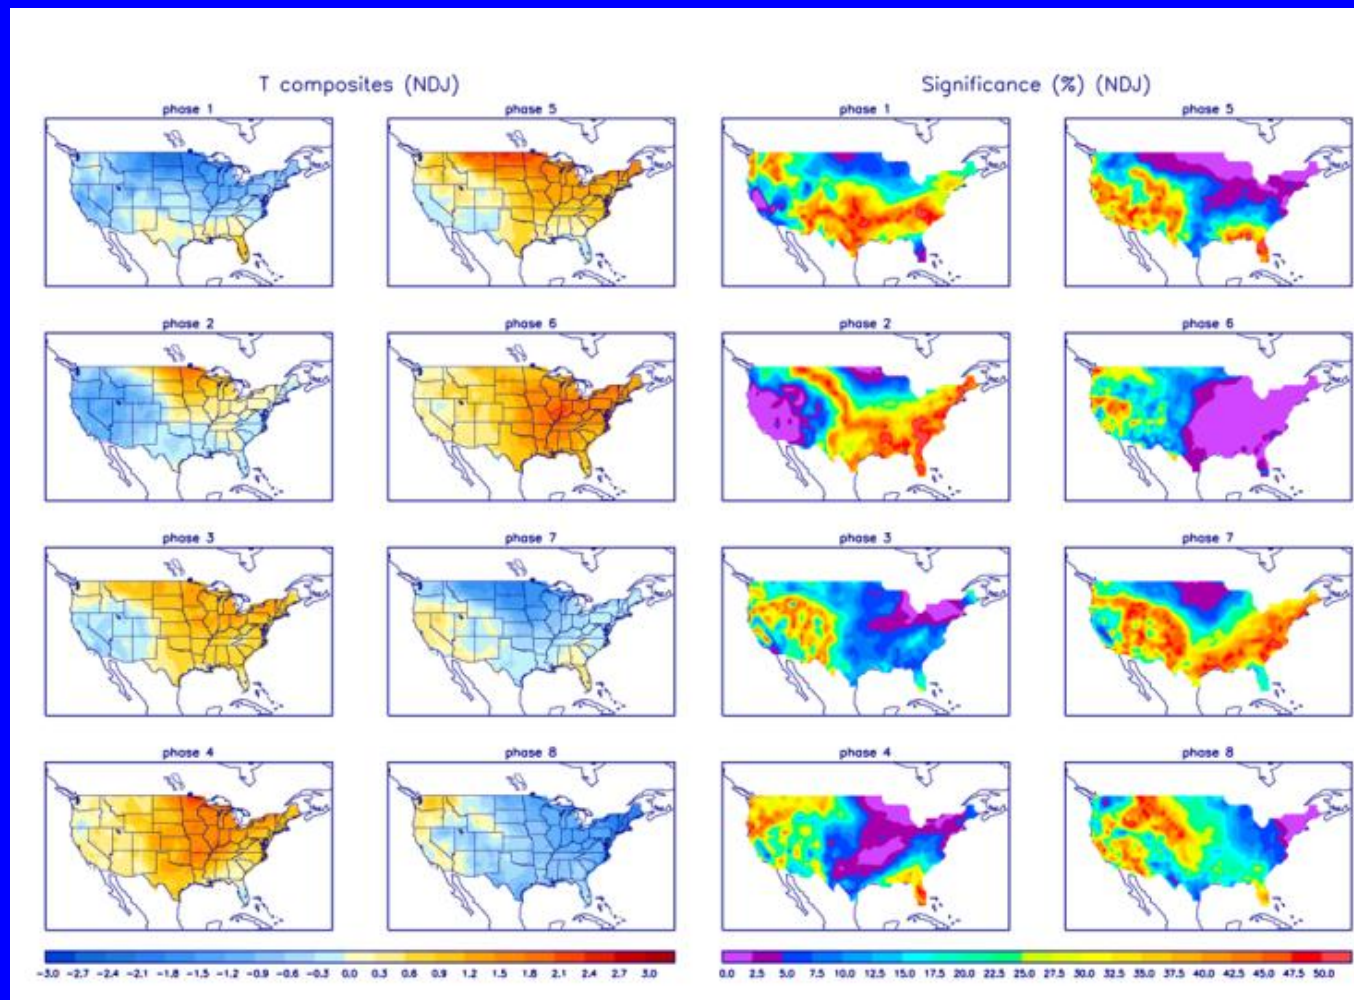 T composites (NDJ)
Significance (%) (NDJ)
phase 1
phase 5
phase 1
phase 5
phase 2
phase 6
phase 2
phase 6
phase 3
phase 7
phase 3
phase 7
phase 4
phase 8
phase 4
phase 8
-3.0 -2.7 -2.4 -2.1 -1.8 -1.5 -1.2 -0.9 -0.6 -0.3 0.0 0.3 0.6 0.9 1.2 1.5 1.8 2.1 2.4 2.7 3.0
0.0 2.5 5.0 7.5 10.0 12.5 15.0 17.5 20.0 22.5 25.0 27.5 30.5 32.5 35.0 37.5 40.0 42.5 45.0 47.5 50.0